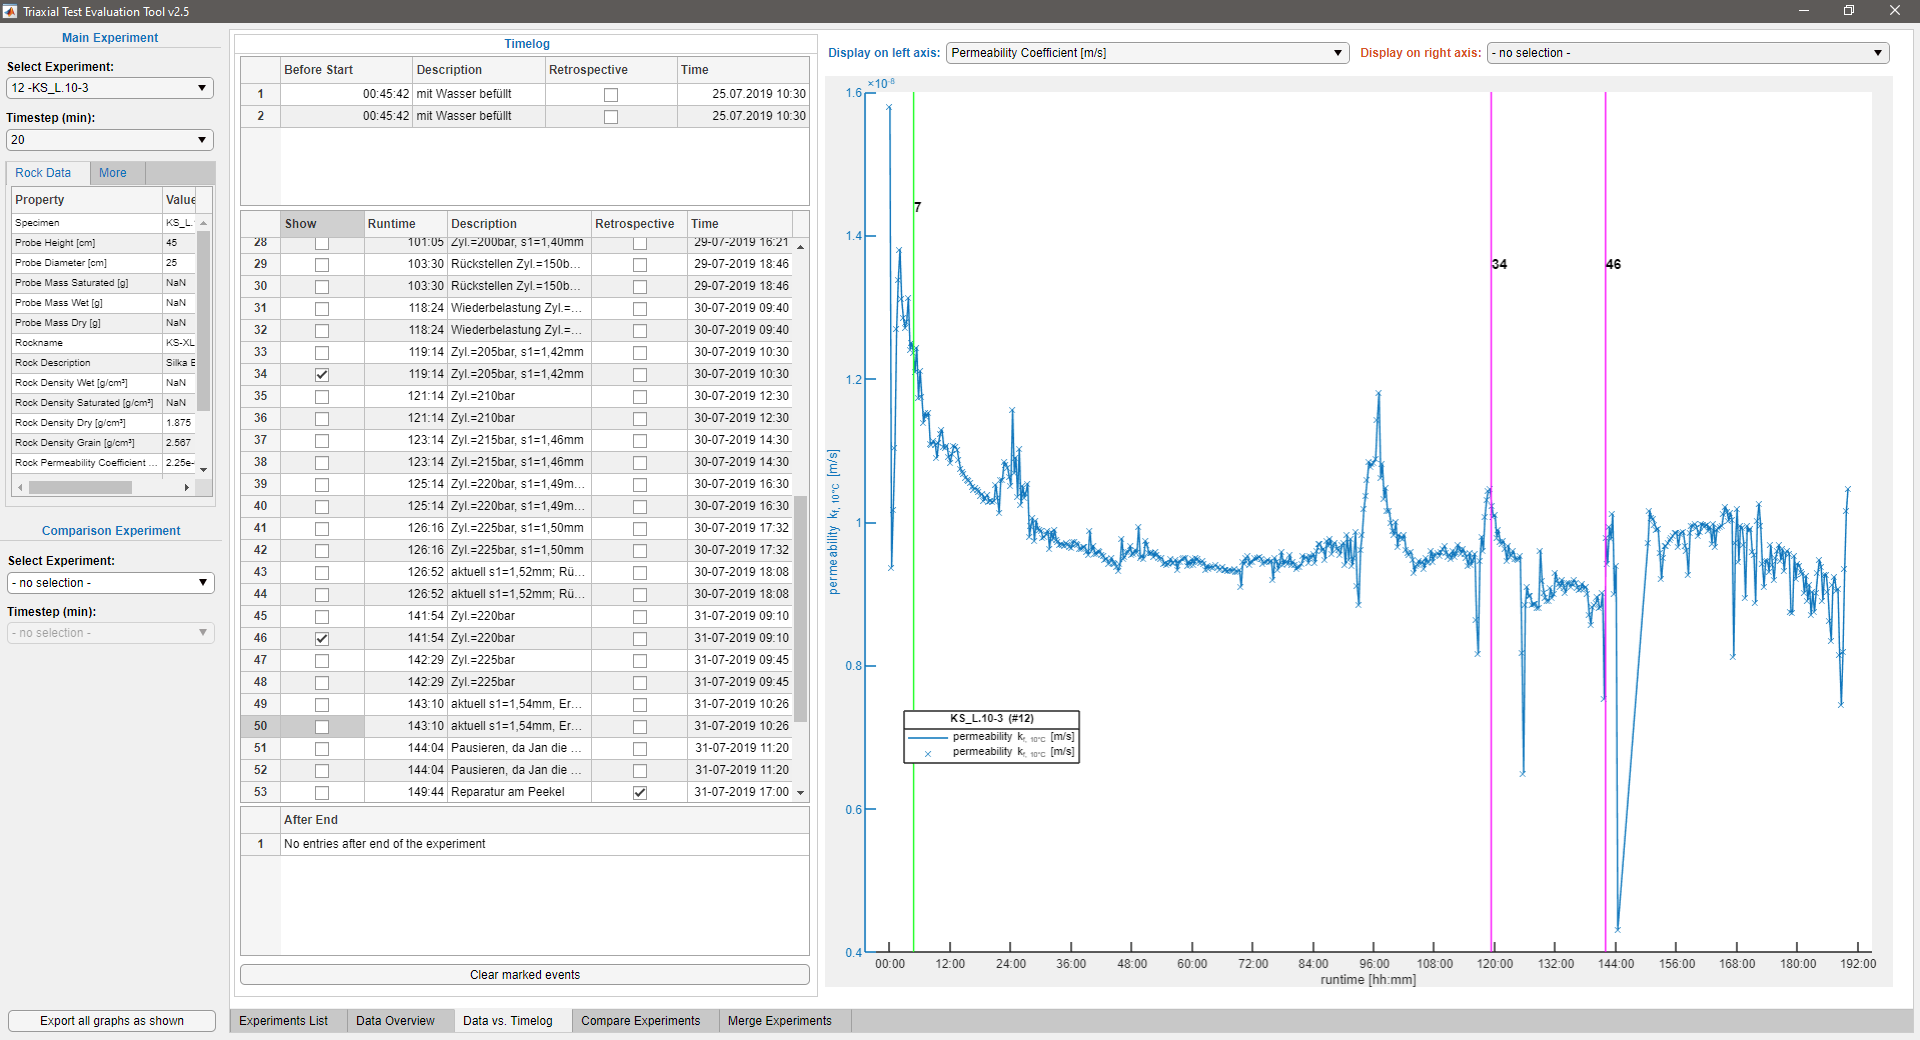 Triaxial Test Evaluation Tool v2.5
Main Experiment
Select Experiment:
12 -KS_L.10-3
Timestep (min):
20
Rock Data More
Property Value
Specimen KS_L.
Probe Height [cm] 45
Probe Diameter [cm] 25
Probe Mass Saturated [g] NaN
Probe Mass Wet [g] NaN
Probe Mass Dry [g] NaN
Rockname KS-XL
Rock Description Silka E
Rock Density Wet [g/cm³] NaN
Rock Density Saturated [g/cm³] NaN
Rock Density Dry [g/cm³] 1.875
Rock Density Grain [g/cm³] 2.567
Rock Permeability Coefficient ... 2.25e-
Comparison Experiment
Select Experiment:
- no selection -
Timestep (min):
- no selection -
Export all graphs as shown
Timelog
Before Start Description Retrospective Time
1 00:45:42 mit Wasser befüllt 25.07.2019 10:30
2 00:45:42 mit Wasser befüllt 25.07.2019 10:30
Show Runtime Description Retrospective Time
28 101:05 Zyl.=200bar, s1=1,40mm 29-07-2019 16:21
29 103:30 Rückstellen Zyl.=150b... 29-07-2019 18:46
30 103:30 Rückstellen Zyl.=150b... 29-07-2019 18:46
31 118:24 Wiederbelastung Zyl.=... 30-07-2019 09:40
32 118:24 Wiederbelastung Zyl.=... 30-07-2019 09:40
33 119:14 Zyl.=205bar, s1=1,42mm 30-07-2019 10:30
34 119:14 Zyl.=205bar, s1=1,42mm 30-07-2019 10:30
35 121:14 Zyl.=210bar 30-07-2019 12:30
36 121:14 Zyl.=210bar 30-07-2019 12:30
37 123:14 Zyl.=215bar, s1=1,46mm 30-07-2019 14:30
38 123:14 Zyl.=215bar, s1=1,46mm 30-07-2019 14:30
39 125:14 Zyl.=220bar, s1=1,49m... 30-07-2019 16:30
40 125:14 Zyl.=220bar, s1=1,49m... 30-07-2019 16:30
41 126:16 Zyl.=225bar, s1=1,50mm 30-07-2019 17:32
42 126:16 Zyl.=225bar, s1=1,50mm 30-07-2019 17:32
43 126:52 aktuell s1=1,52mm; Rü... 30-07-2019 18:08
44 126:52 aktuell s1=1,52mm; Rü... 30-07-2019 18:08
45 141:54 Zyl.=220bar 31-07-2019 09:10
46 141:54 Zyl.=220bar 31-07-2019 09:10
47 142:29 Zyl.=225bar 31-07-2019 09:45
48 142:29 Zyl.=225bar 31-07-2019 09:45
49 143:10 aktuell s1=1,54mm, Er... 31-07-2019 10:26
50 143:10 aktuell s1=1,54mm, Er... 31-07-2019 10:26
51 144:04 Pausieren, da Jan die ... 31-07-2019 11:20
52 144:04 Pausieren, da Jan die ... 31-07-2019 11:20
53 149:44 Reparatur am Peekel 31-07-2019 17:00
After End
1 No entries after end of the experiment
Clear marked events
Display on left axis: Permeability Coefficient [m/s] Display on right axis: - no selection -
×10⁻⁸
1.6
1.4
1.2
1
0.8
0.6
0.4
permeability kf, 10°C [m/s]
7
34
46
KS_L.10-3 (#12)
permeability kf, 10°C [m/s]
permeability kf, 10°C [m/s]
00:00 12:00 24:00 36:00 48:00 60:00 72:00 84:00 96:00 108:00 120:00 132:00 144:00 156:00 168:00 180:00 192:00
runtime [hh:mm]
Experiments List Data Overview Data vs. Timelog Compare Experiments Merge Experiments